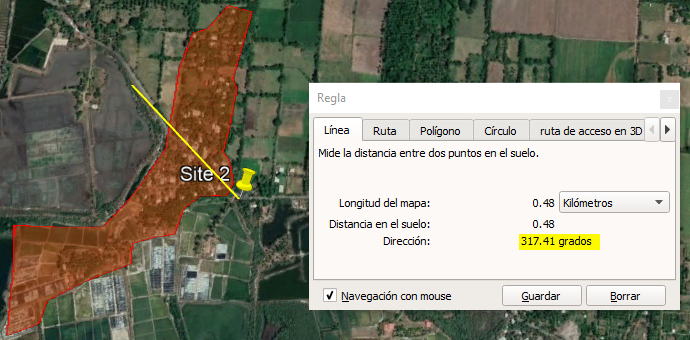 Site 2
Regla
Línea Ruta Polígono Círculo ruta de acceso en 3D
Mide la distancia entre dos puntos en el suelo.
Longitud del mapa: 0.48 Kilómetros
Distancia en el suelo: 0.48
Dirección: 317.41 grados
Navegación con mouse Guardar Borrar